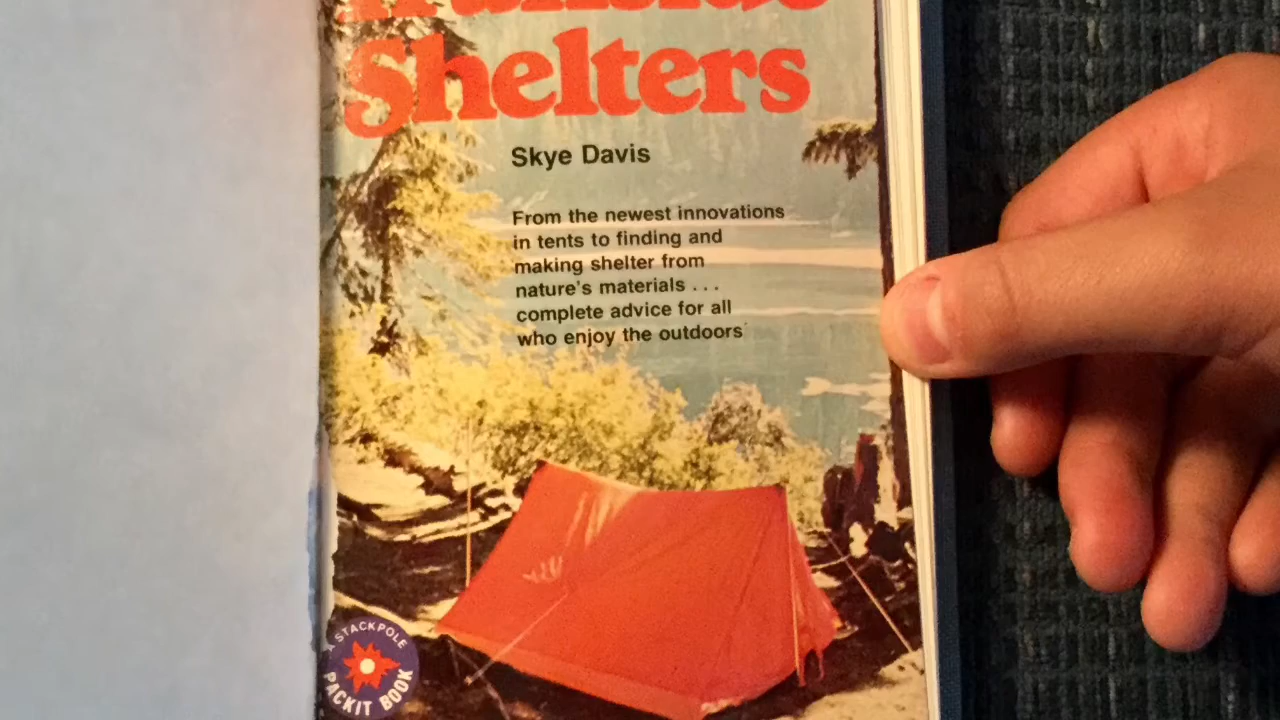 Trailside
Shelters
Skye Davis
From the newest innovations
in tents to finding and
making shelter from
nature's materials . . .
complete advice for all
who enjoy the outdoors
A STACKPOLE
PACKIT BOOK